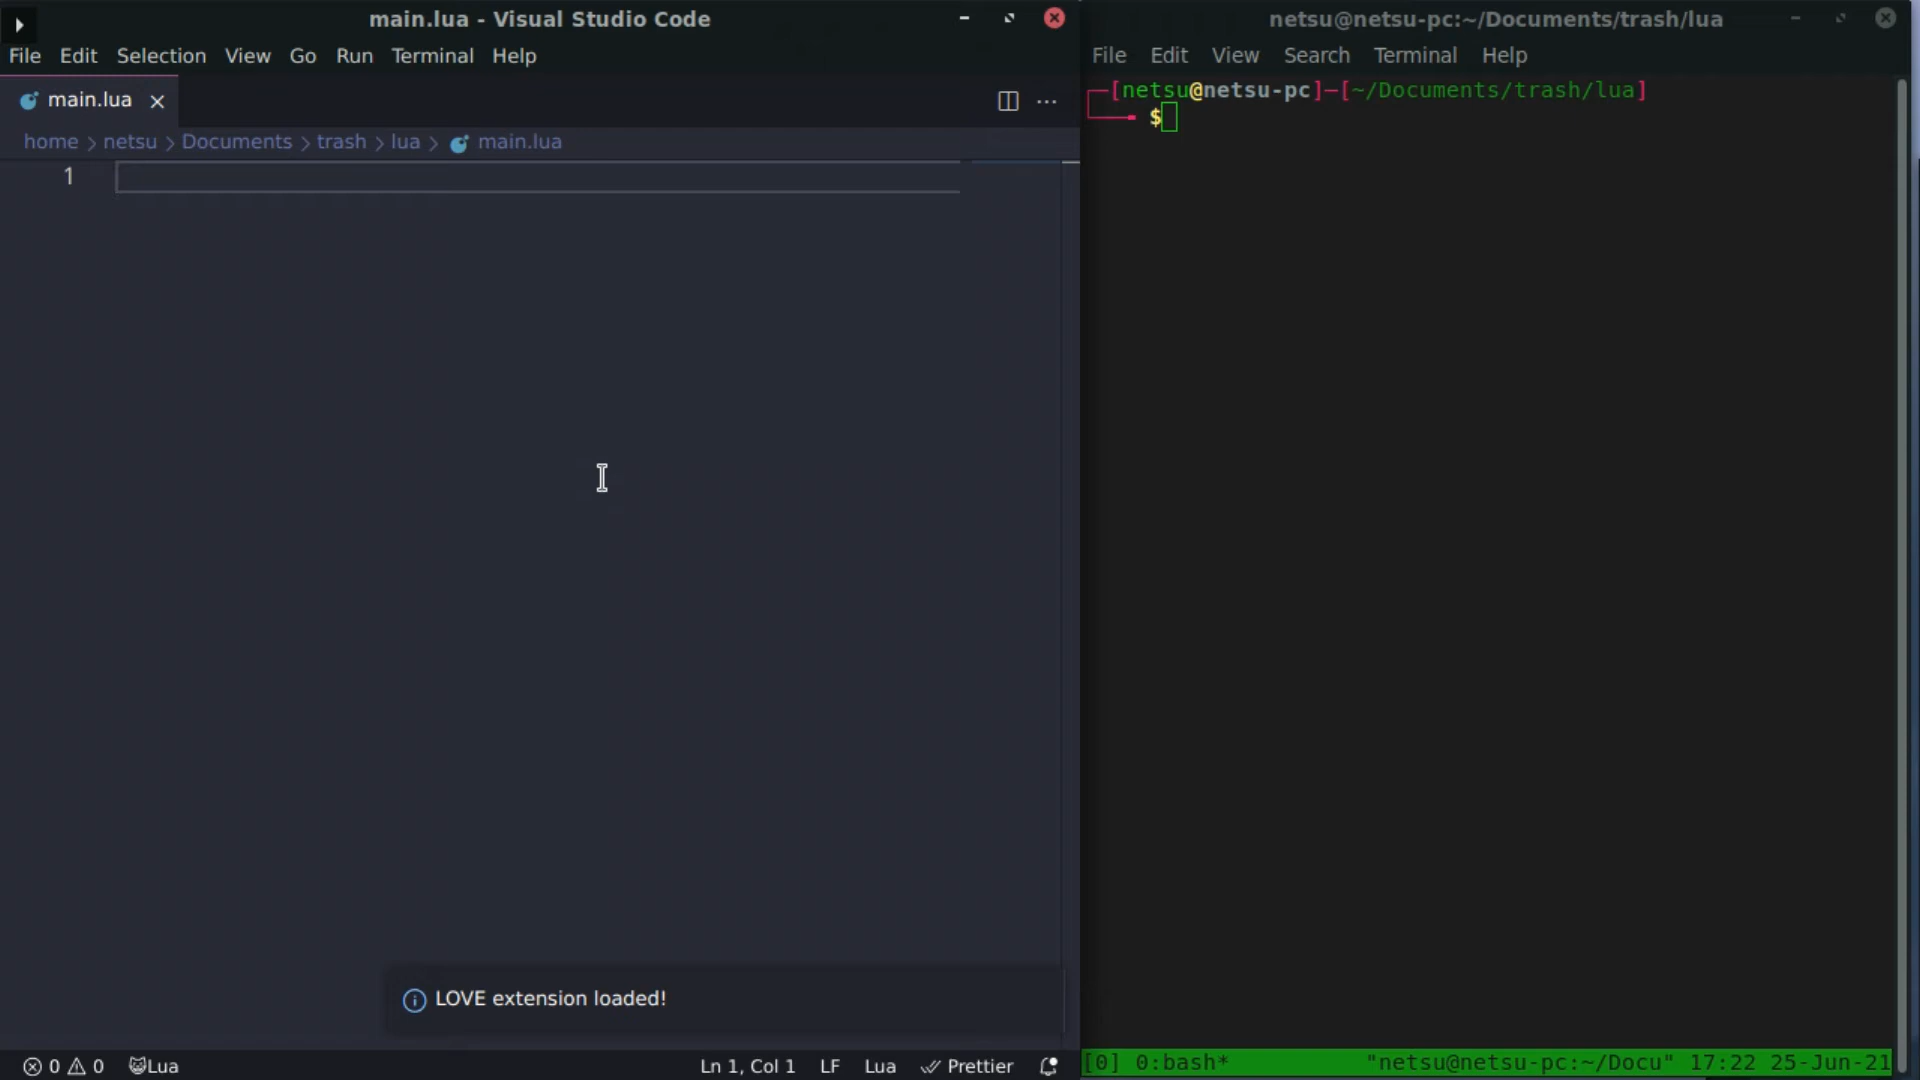 main.lua - Visual Studio Code
File Edit Selection View Go Run Terminal Help
main.lua
home > netsu > Documents > trash > lua > main.lua
1
LOVE extension loaded!
0 0 Lua Ln 1, Col 1 LF Lua Prettier
netsu@netsu-pc:~/Documents/trash/lua
File Edit View Search Terminal Help
[netsu@netsu-pc]-[~/Documents/trash/lua]
$
[0] 0:bash* "netsu@netsu-pc:~/Docu" 17:22 25-Jun-21